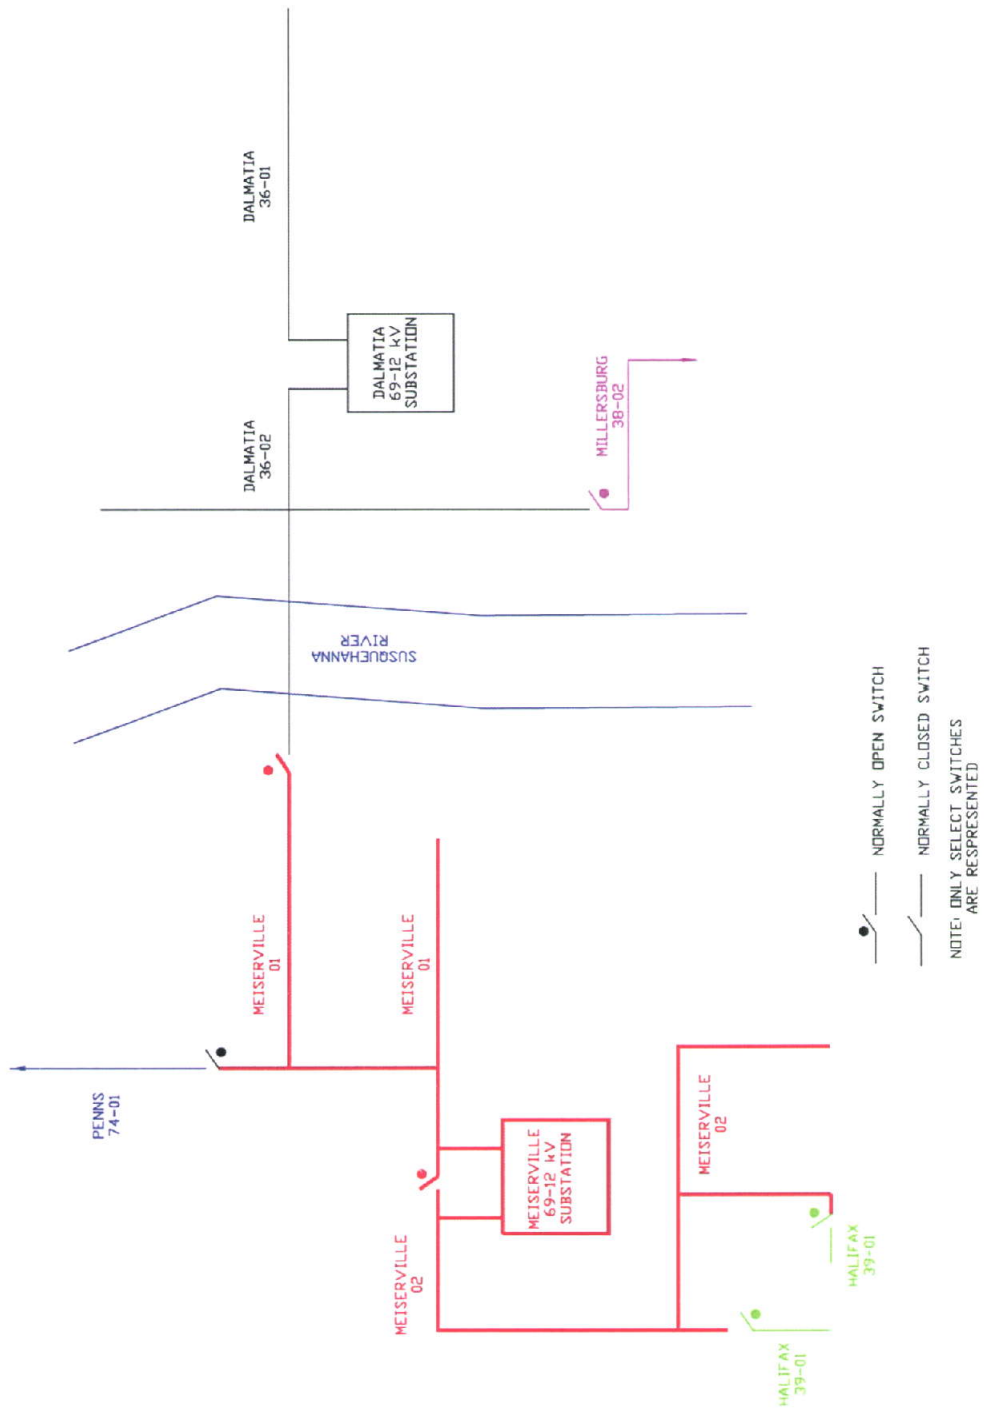 PENNS
74-01
MEISERVILLE
01
MEISERVILLE
01
MEISERVILLE
02
MEISERVILLE
69-12 kV
SUBSTATION
MEISERVILLE
02
HALIFAX
39-01
HALIFAX
39-01
SUSQUEHANNA
RIVER
DALMATIA
36-02
DALMATIA
36-01
DALMATIA
69-12 kV
SUBSTATION
MILLERSBURG
38-02
NORMALLY OPEN SWITCH
NORMALLY CLOSED SWITCH
NOTE: ONLY SELECT SWITCHES
ARE RESPRESENTED